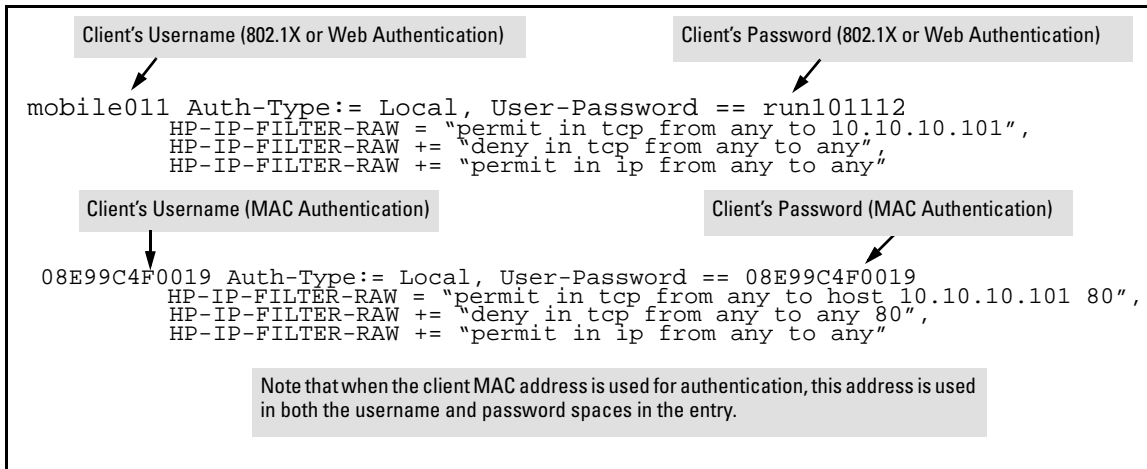 Client's Username (802.1X or Web Authentication)
Client's Password (802.1X or Web Authentication)
mobile011 Auth-Type:= Local, User-Password == run101112
HP-IP-FILTER-RAW = “permit in tcp from any to 10.10.10.101”,
HP-IP-FILTER-RAW += “deny in tcp from any to any”,
HP-IP-FILTER-RAW += “permit in ip from any to any”
Client's Username (MAC Authentication)
Client's Password (MAC Authentication)
08E99C4F0019 Auth-Type:= Local, User-Password == 08E99C4F0019
HP-IP-FILTER-RAW = “permit in tcp from any to host 10.10.10.101 80”,
HP-IP-FILTER-RAW += “deny in tcp from any to any 80”,
HP-IP-FILTER-RAW += “permit in ip from any to any”
Note that when the client MAC address is used for authentication, this address is used
in both the username and password spaces in the entry.